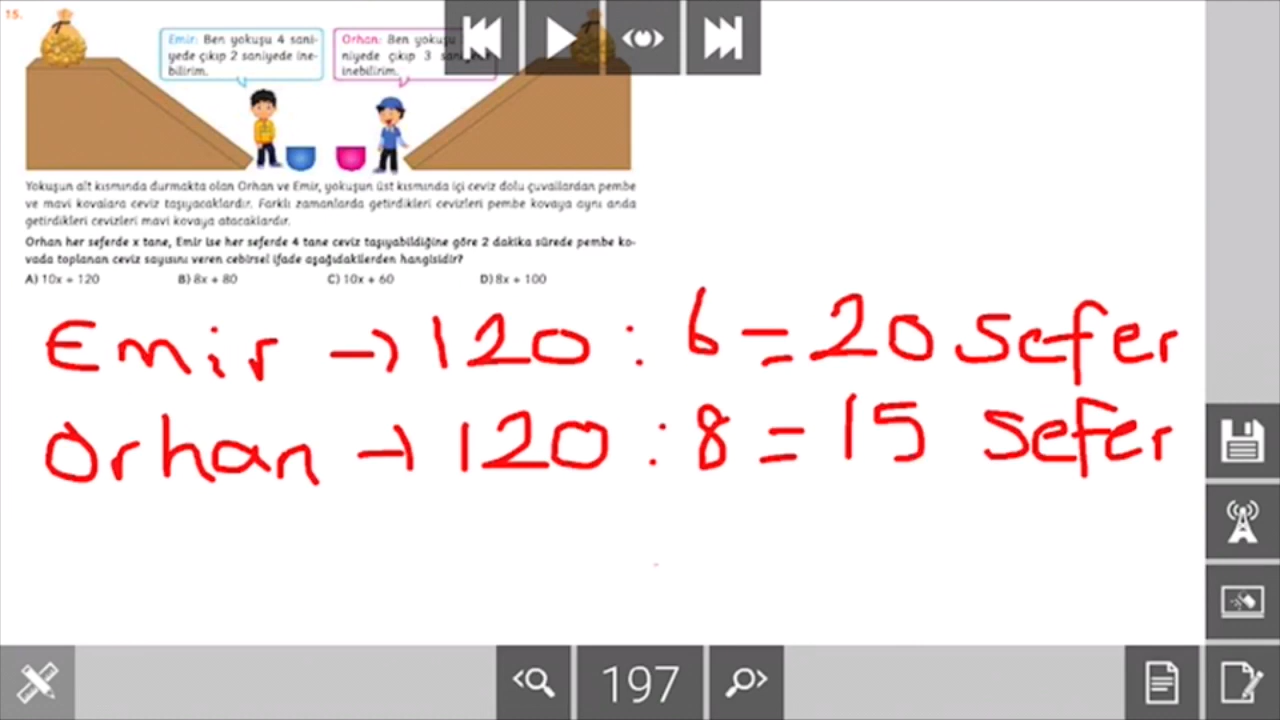 15.
Emir: Ben yokuşu 4 sani-
yede çıkıp 2 saniyede ine-
bilirim.
Orhan: Ben yokuşu
niyede çıkıp 3
inebilirim.
Yokuşun alt kısmında durmakta olan Orhan ve Emir, yokuşun üst kısmında içi ceviz dolu çuvallardan pembe
ve mavi kovalara ceviz taşıyacaklardır. Farklı zamanlarda getirdikleri cevizleri pembe kovaya aynı anda
getirdikleri cevizleri mavi kovaya atacaklardır.
Orhan her seferde x tane, Emir ise her seferde 4 tane ceviz taşıyabildiğine göre 2 dakika sürede pembe ko-
vada toplanan ceviz sayısını veren cebirsel ifade aşağıdakilerden hangisidir?
A) 10x + 120 B) 8x + 80 C) 10x + 60 D) 8x + 100
Emir → 120 : 6 = 20 sefer
Orhan → 120 : 8 = 15 sefer
197